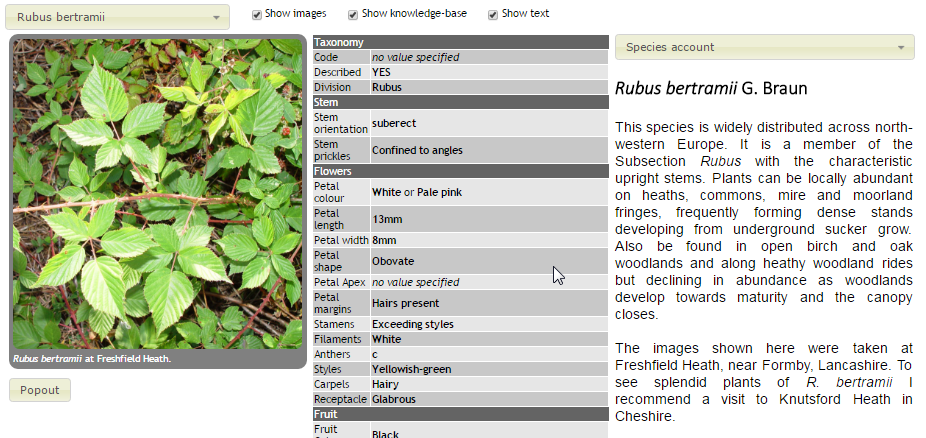 Rubus bertramii
Show images
Show knowledge-base
Show text
Rubus bertramii at Freshfield Heath.
Popout
Taxonomy
Code no value specified
Described YES
Division Rubus
Stem
Stem
orientation suberect
Stem
prickles Confined to angles
Flowers
Petal
colour White or Pale pink
Petal
length 13mm
Petal width 8mm
Petal
shape Obovate
Petal Apex no value specified
Petal
margins Hairs present
Stamens Exceeding styles
Filaments White
Anthers c
Styles Yellowish-green
Carpels Hairy
Receptacle Glabrous
Fruit
Fruit
Black
Species account
Rubus bertramii G. Braun
This species is widely distributed across north-
western Europe. It is a member of the
Subsection Rubus with the characteristic
upright stems. Plants can be locally abundant
on heaths, commons, mire and moorland
fringes, frequently forming dense stands
developing from underground sucker grow.
Also be found in open birch and oak
woodlands and along heathy woodland rides
but declining in abundance as woodlands
develop towards maturity and the canopy
closes.
The images shown here were taken at
Freshfield Heath, near Formby, Lancashire. To
see splendid plants of R. bertramii I
recommend a visit to Knutsford Heath in
Cheshire.